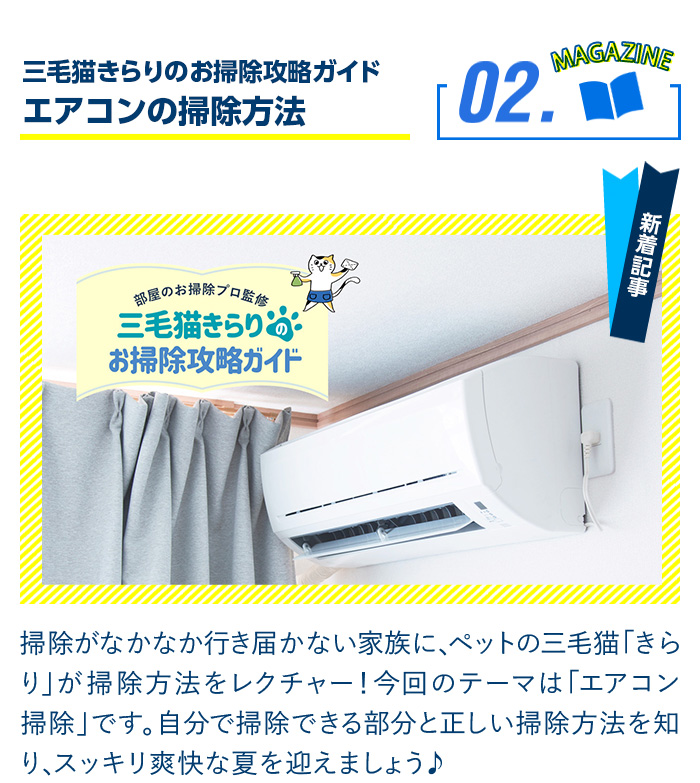 三毛猫きらりのお掃除攻略ガイド
エアコンの掃除方法
02.
MAGAZINE
新着記事
部屋のお掃除プロ監修
三毛猫きらりの
お掃除攻略ガイド
掃除がなかなか行き届かない家族に、ペットの三毛猫「きら
り」が掃除方法をレクチャー！今回のテーマは「エアコン
掃除」です。自分で掃除できる部分と正しい掃除方法を知
り、スッキリ爽快な夏を迎えましょう♪